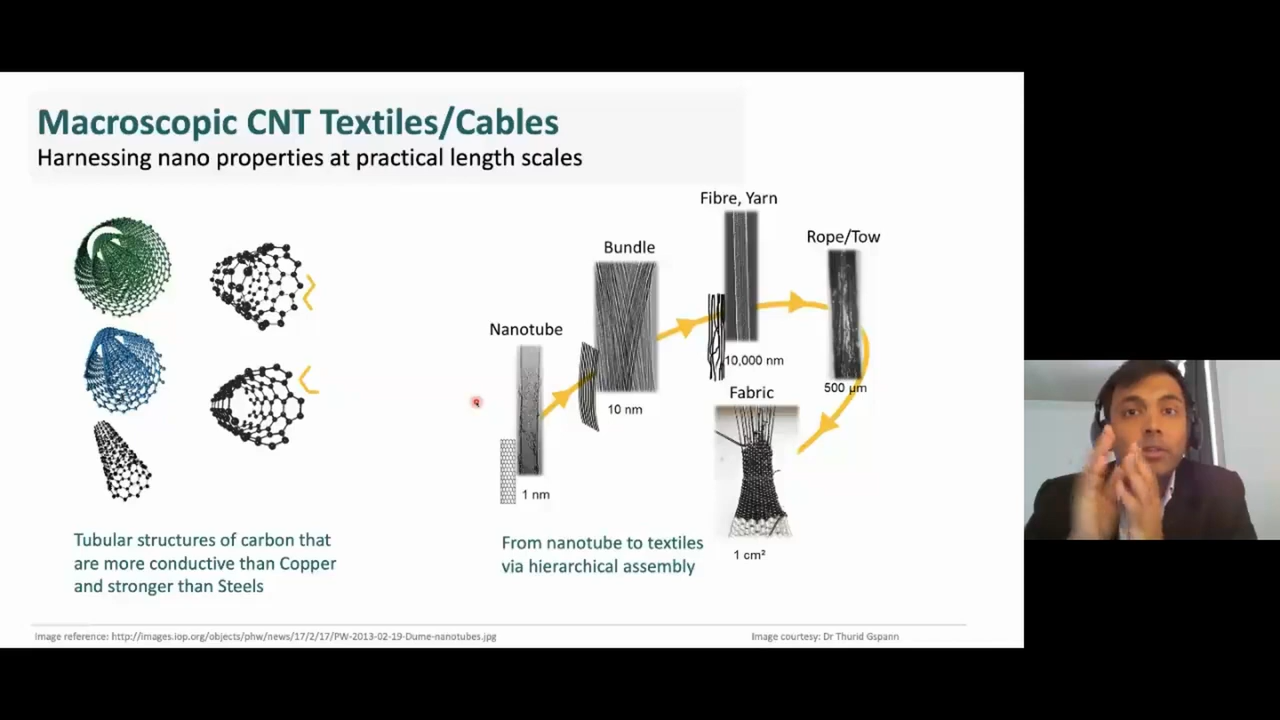 Macroscopic CNT Textiles/Cables
Harnessing nano properties at practical length scales
Fibre, Yarn
Rope/Tow
Bundle
Nanotube
10,000 nm
500 µm
Fabric
10 nm
1 nm
Tubular structures of carbon that
are more conductive than Copper
and stronger than Steels
From nanotube to textiles
via hierarchical assembly
1 cm²
Image reference: http://images.iop.org/objects/phw/news/17/2/17/PW-2013-02-19-Dume-nanotubes.jpg
Image courtesy: Dr Thurid Gspann